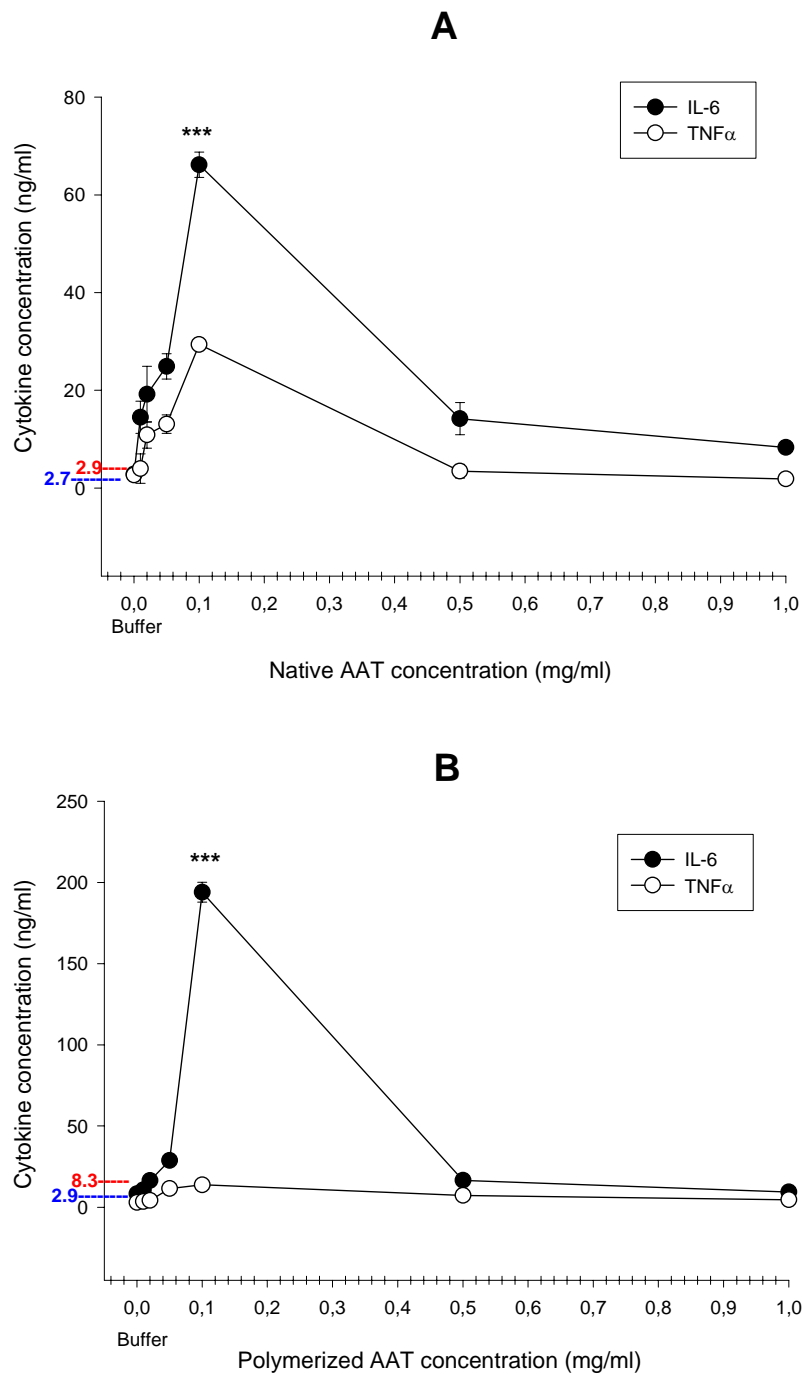 A
IL-6
TNFα
***
Cytokine concentration (ng/ml)
80
60
40
20
0
2.9
2.7
0,0 0,1 0,2 0,3 0,4 0,5 0,6 0,7 0,8 0,9 1,0
Buffer
Native AAT concentration (mg/ml)
B
IL-6
TNFα
***
Cytokine concentration (ng/ml)
250
200
150
100
50
0
8.3
2.9
0,0 0,1 0,2 0,3 0,4 0,5 0,6 0,7 0,8 0,9 1,0
Buffer
Polymerized AAT concentration (mg/ml)